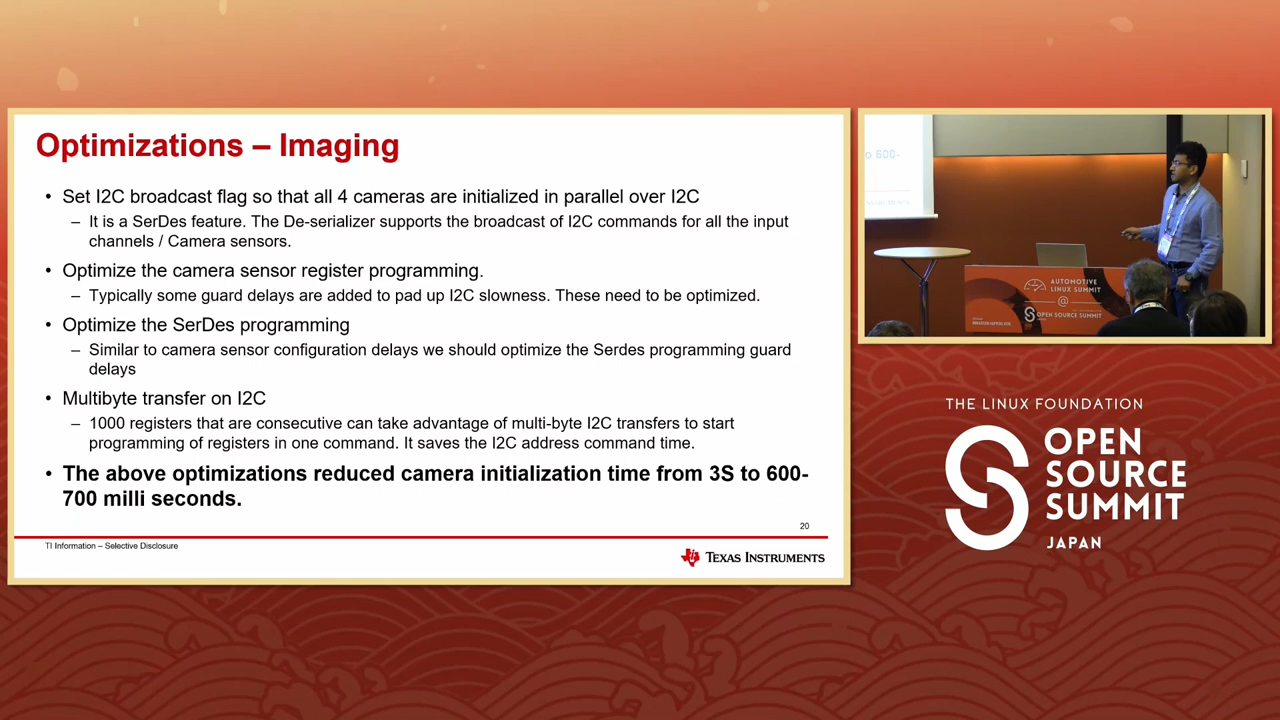 Optimizations – Imaging
• Set I2C broadcast flag so that all 4 cameras are initialized in parallel over I2C
– It is a SerDes feature. The De-serializer supports the broadcast of I2C commands for all the input
channels / Camera sensors.
• Optimize the camera sensor register programming.
– Typically some guard delays are added to pad up I2C slowness. These need to be optimized.
• Optimize the SerDes programming
– Similar to camera sensor configuration delays we should optimize the Serdes programming guard
delays
• Multibyte transfer on I2C
– 1000 registers that are consecutive can take advantage of multi-byte I2C transfers to start
programming of registers in one command. It saves the I2C address command time.
• The above optimizations reduced camera initialization time from 3S to 600-
700 milli seconds.
20
TI Information – Selective Disclosure
TEXAS INSTRUMENTS
o 600-
AUTOMOTIVE
LINUX SUMMIT
@
OPEN SOURCE SUMMIT
THE LINUX FOUNDATION
OPEN
SOURCE
SUMMIT
JAPAN